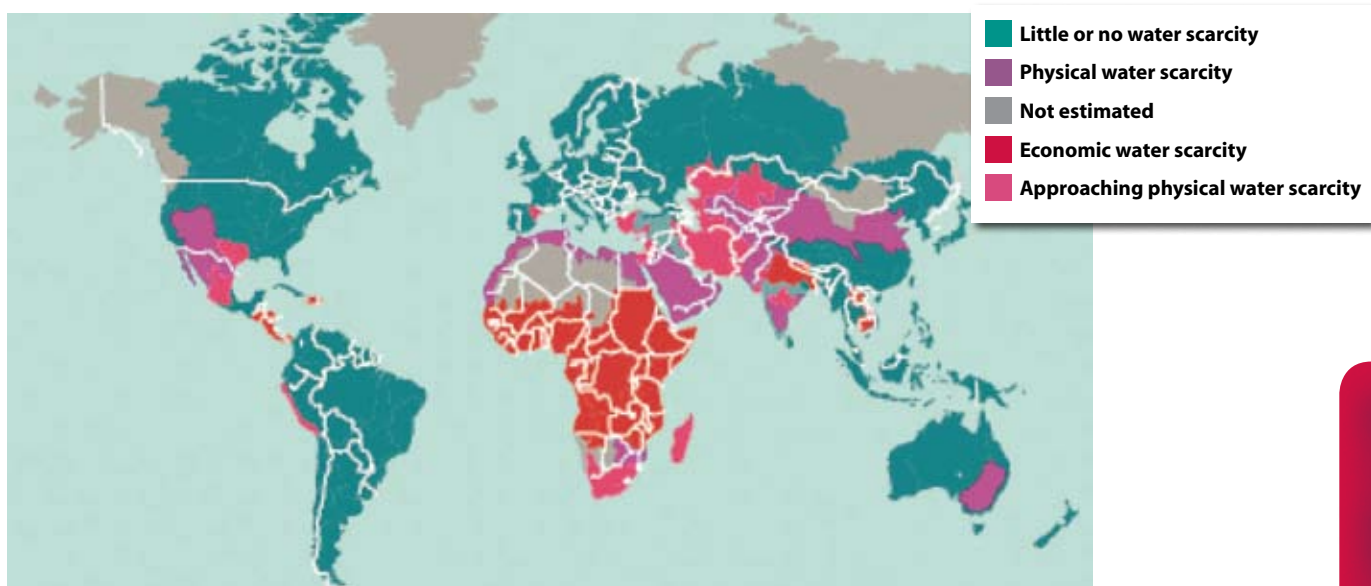 Little or no water scarcity
Physical water scarcity
Not estimated
Economic water scarcity
Approaching physical water scarcity